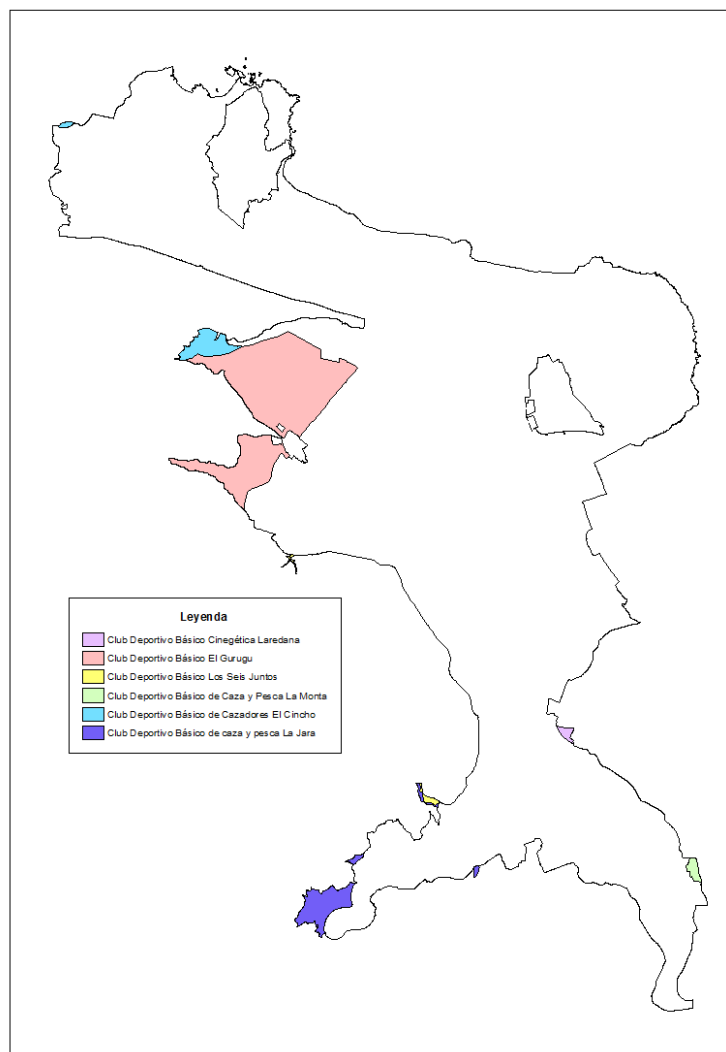 Leyenda
Club Deportivo Básico Cinegética Laredana
Club Deportivo Básico El Gurugu
Club Deportivo Básico Los Seis Juntos
Club Deportivo Básico de Caza y Pesca La Monta
Club Deportivo Básico de Cazadores El Cincho
Club Deportivo Básico de caza y pesca La Jara